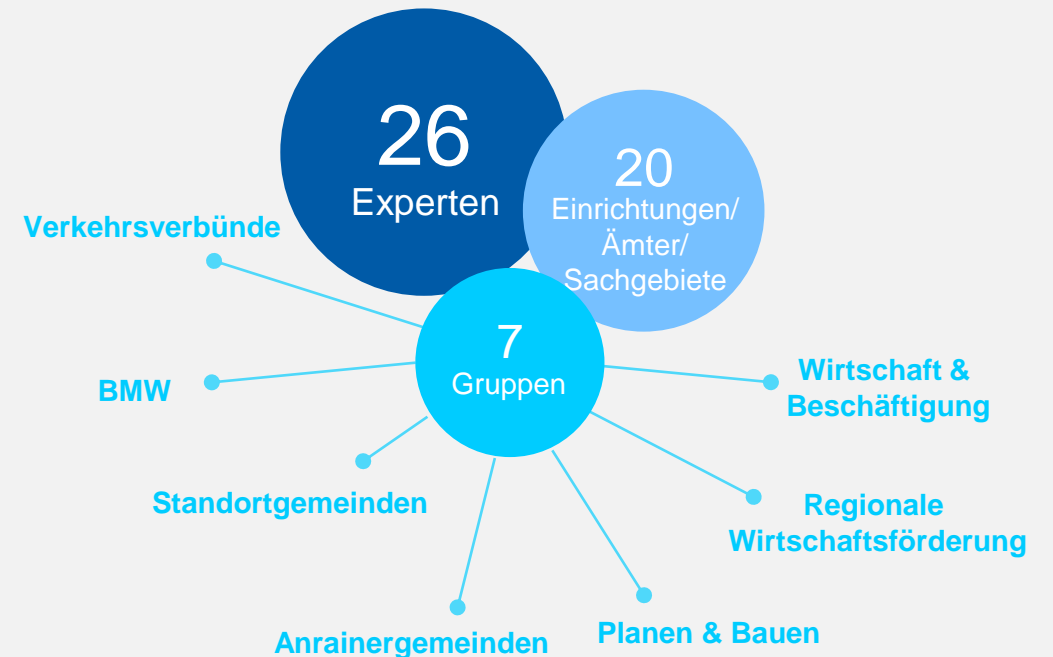 26
Experten
20
Einrichtungen/
Ämter/
Sachgebiete
7
Gruppen
Verkehrsverbünde
BMW
Standortgemeinden
Anrainergemeinden
Planen & Bauen
Regionale
Wirtschaftsförderung
Wirtschaft &
Beschäftigung